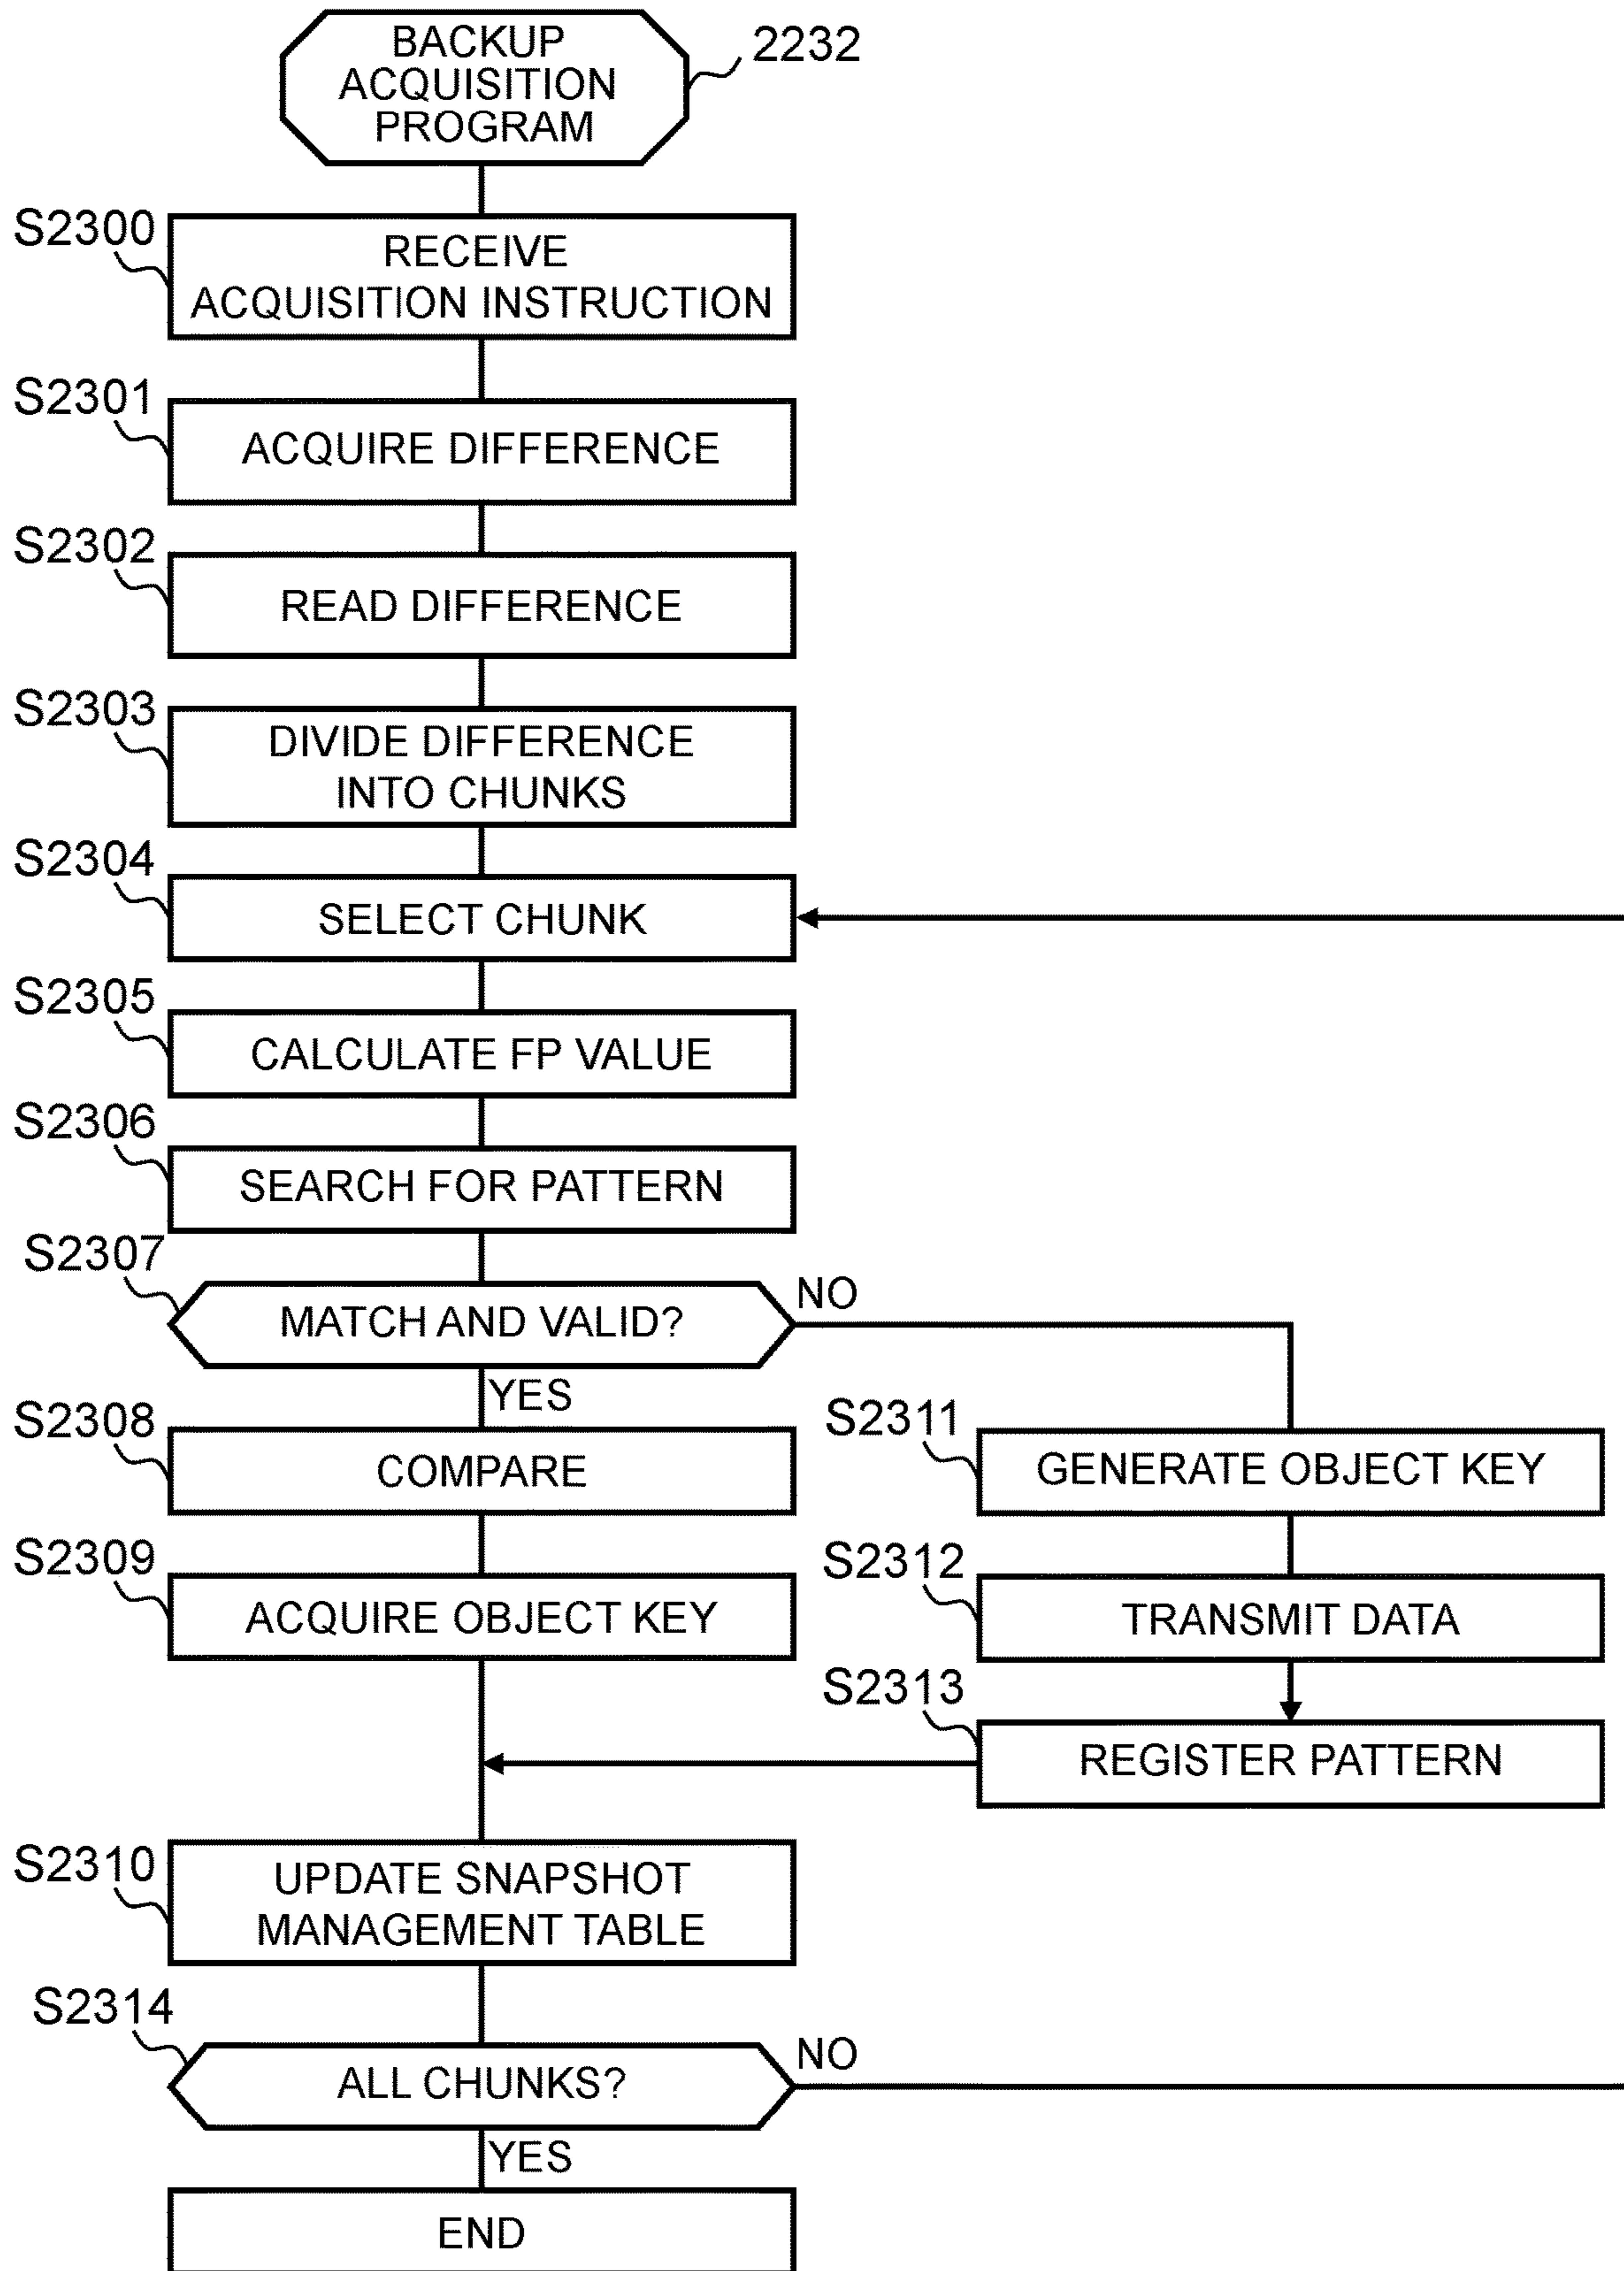 BACKUP
ACQUISITION
PROGRAM
2232
S2300
RECEIVE
ACQUISITION INSTRUCTION
S2301
ACQUIRE DIFFERENCE
S2302
READ DIFFERENCE
S2303
DIVIDE DIFFERENCE
INTO CHUNKS
S2304
SELECT CHUNK
S2305
CALCULATE FP VALUE
S2306
SEARCH FOR PATTERN
S2307
MATCH AND VALID?
NO
YES
S2308
COMPARE
S2309
ACQUIRE OBJECT KEY
S2311
GENERATE OBJECT KEY
S2312
TRANSMIT DATA
S2313
REGISTER PATTERN
S2310
UPDATE SNAPSHOT
MANAGEMENT TABLE
S2314
ALL CHUNKS?
NO
YES
END